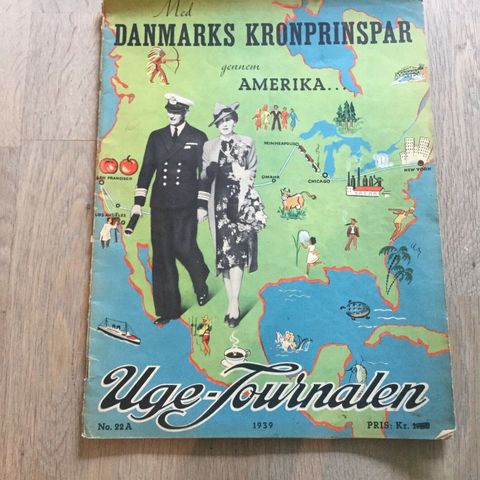 Med
DANMARKS KRONPRINSPAR
gennem
AMERIKA...
MINNEAPOLIS
NEW YORK
SAN FRANCISCO
OMAHA
CHICAGO
LOS ANGELES
Uge-Journalen
No. 22A
1939
PRIS: Kr.